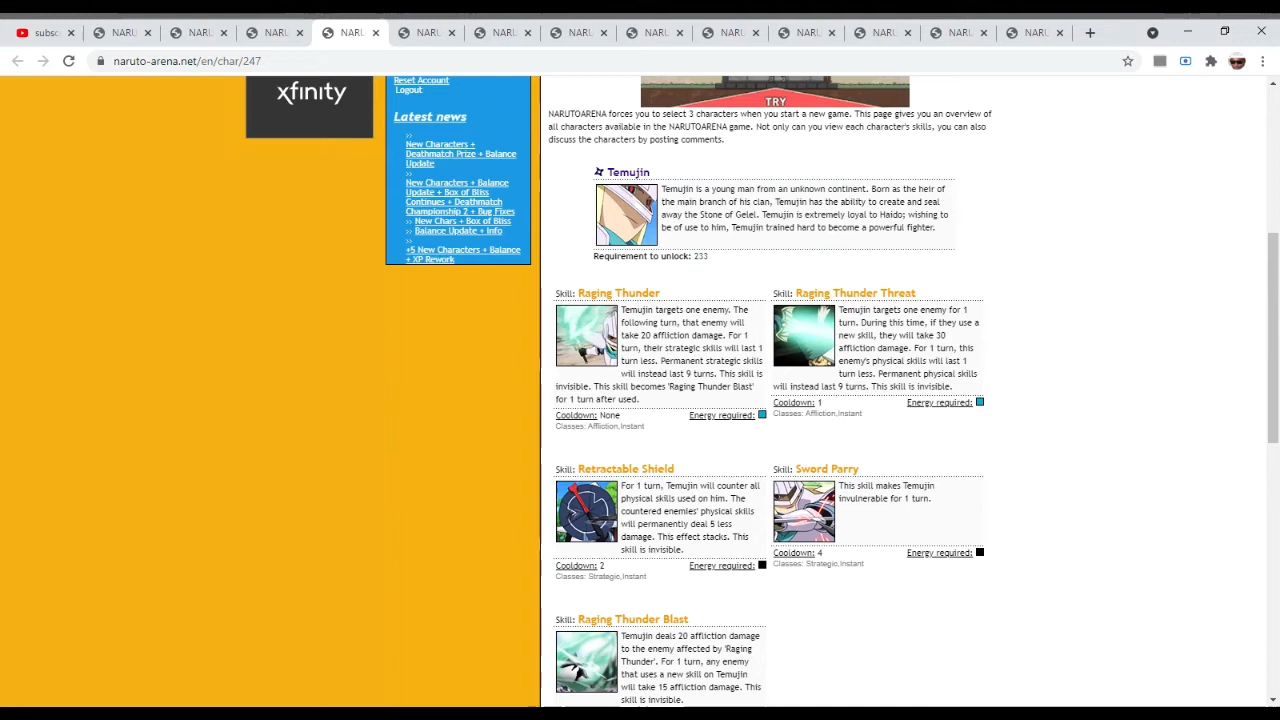 subsc
NARU
NARU
NARU
NARU
NARU
NARU
NARU
NARU
NARU
NARU
NARU
NARU
NARU
naruto-arena.net/en/char/247
xfinity
Reset Account
Logout
Latest news
»
New Characters +
Deathmatch Prize + Balance
Update
»
New Characters + Balance
Update + Box of Bliss
Continues + Deathmatch
Championship 2 + Bug Fixes
» New Chars + Box of Bliss
» Balance Update + Info
»
+5 New Characters + Balance
+ XP Rework
TRY
NARUTOARENA forces you to select 3 characters when you start a new game. This page gives you an overview of
all characters available in the NARUTOARENA game. Not only can you view each character's skills, you can also
discuss the characters by posting comments.
Temujin
Temujin is a young man from an unknown continent. Born as the heir of
the main branch of his clan, Temujin has the ability to create and seal
away the Stone of Gelel. Temujin is extremely loyal to Haido; wishing to
be of use to him, Temujin trained hard to become a powerful fighter.
Requirement to unlock: 233
Skill: Raging Thunder
Temujin targets one enemy. The
following turn, that enemy will
take 20 affliction damage. For 1
turn, their strategic skills will last 1
turn less. Permanent strategic skills
will instead last 9 turns. This skill is
invisible. This skill becomes 'Raging Thunder Blast'
for 1 turn after used.
Cooldown: None Energy required:
Classes: Affliction,Instant
Skill: Raging Thunder Threat
Temujin targets one enemy for 1
turn. During this time, if they use a
new skill, they will take 30
affliction damage. For 1 turn, this
enemy's physical skills will last 1
turn less. Permanent physical skills
will instead last 9 turns. This skill is invisible.
Cooldown: 1 Energy required:
Classes: Affliction,Instant
Skill: Retractable Shield
For 1 turn, Temujin will counter all
physical skills used on him. The
countered enemies' physical skills
will permanently deal 5 less
damage. This effect stacks. This
skill is invisible.
Cooldown: 2 Energy required:
Classes: Strategic,Instant
Skill: Sword Parry
This skill makes Temujin
invulnerable for 1 turn.
Cooldown: 4 Energy required:
Classes: Strategic,Instant
Skill: Raging Thunder Blast
Temujin deals 20 affliction damage
to the enemy affected by 'Raging
Thunder'. For 1 turn, any enemy
that uses a new skill on Temujin
will take 15 affliction damage. This
skill is invisible.